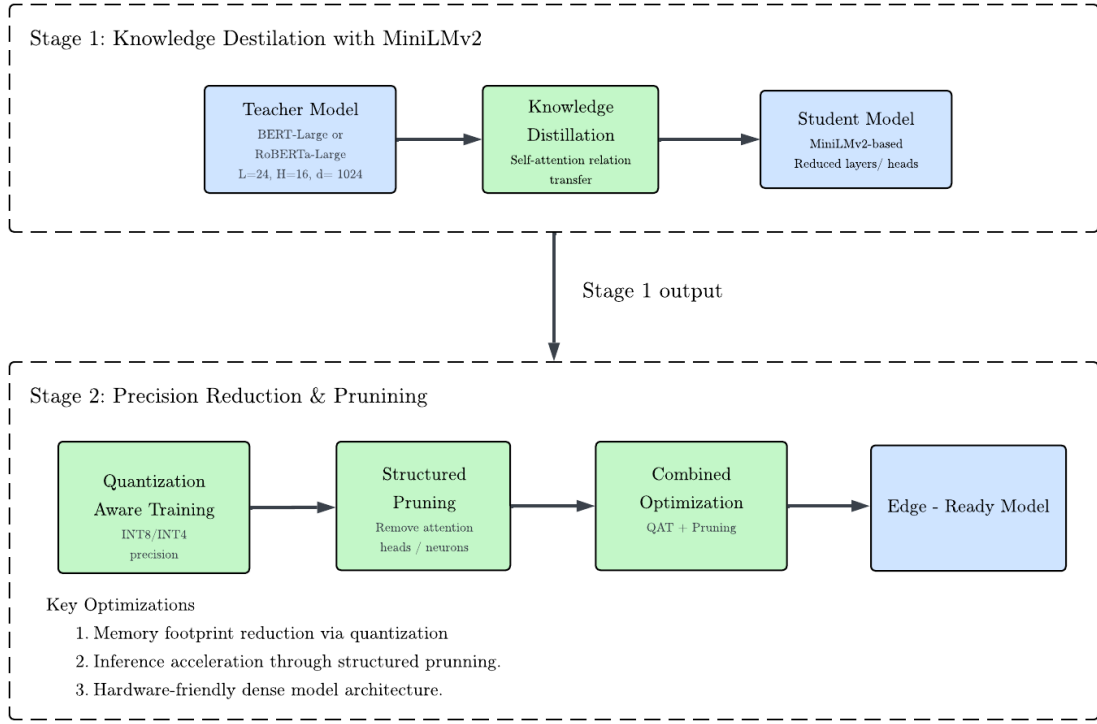 Stage 1: Knowledge Destilation with MiniLMv2
Teacher Model
BERT-Large or
RoBERTa-Large
L=24, H=16, d= 1024
Knowledge
Distillation
Self-attention relation
transfer
Student Model
MiniLMv2-based
Reduced layers/ heads
Stage 1 output
Stage 2: Precision Reduction & Prunining
Quantization
Aware Training
INT8/INT4
precision
Structured
Pruning
Remove attention
heads / neurons
Combined
Optimization
QAT + Pruning
Edge - Ready Model
Key Optimizations
1. Memory footprint reduction via quantization
2. Inference acceleration through structured prunning.
3. Hardware-friendly dense model architecture.